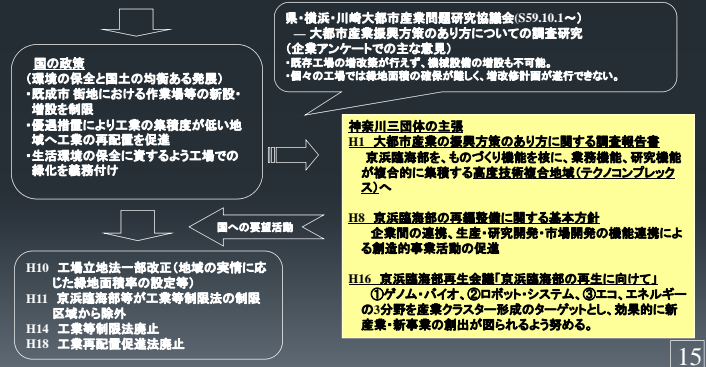 県・横浜・川崎大都市産業問題研究協議会(S59.10.1～)
― 大都市産業振興方策のあり方についての調査研究
(企業アンケートでの主な意見)
・既存工場の増改築が行えず、機械設備の増設も不可能。
・個々の工場では緑地面積の確保が難しく、増改修計画が遂行できない。
国の政策
(環境の保全と国土の均衡ある発展)
・既成市 街地における作業場等の新設・
増設を制限
・優遇措置により工業の集積度が低い地
域へ工業の再配置を促進
・生活環境の保全に資するよう工場での
緑化を義務付け
神奈川三団体の主張
H1 大都市産業の振興方策のあり方に関する調査報告書
京浜臨海部を、ものづくり機能を核に、業務機能、研究機能
が複合的に集積する高度技術複合地域(テクノコンプレック
ス)へ
H8 京浜臨海部の再編整備に関する基本方針
企業間の連携、生産・研究開発・市場開発の機能連携によ
る創造的事業活動の促進
H16 京浜臨海部再生会議「京浜臨海部の再生に向けて」
①ゲノム・バイオ、②ロボット・システム、③エコ、エネルギー
の3分野を産業クラスター形成のターゲットとし、効果的に新
産業・新事業の創出が図られるよう努める。
国への要望活動
H10 工場立地法一部改正(地域の実情に応
じた緑地面積率の設定等)
H11 京浜臨海部等が工業等制限法の制限
区域から除外
H14 工業等制限法廃止
H18 工業再配置促進法廃止
15